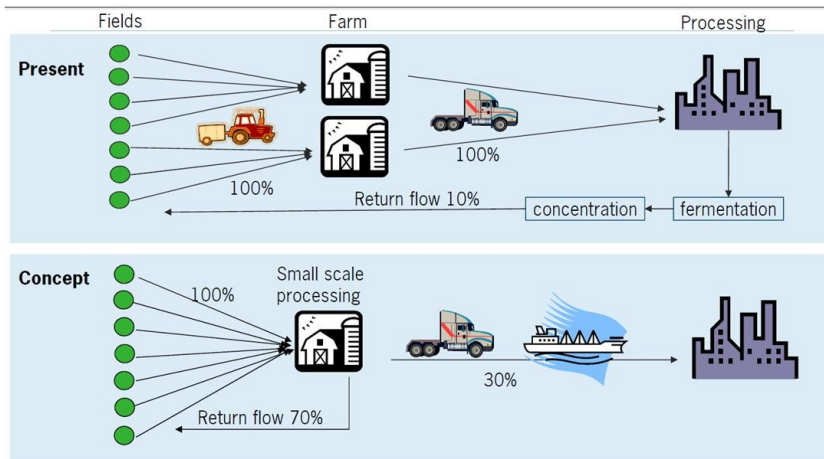 Fields
Farm
Processing
Present
100%
100%
Return flow 10%
concentration
fermentation
Concept
100%
Small scale
processing
30%
Return flow 70%